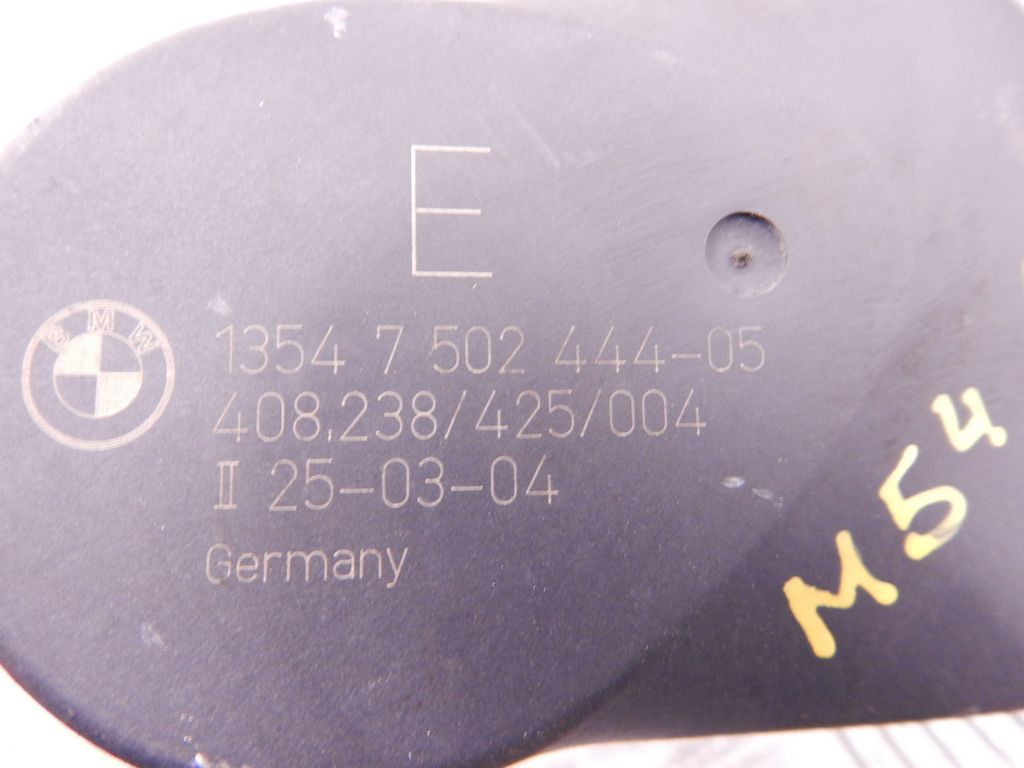 E
BMW
1354 7 502 444-05
408.238/425/004
II 25-03-04
Germany
M54